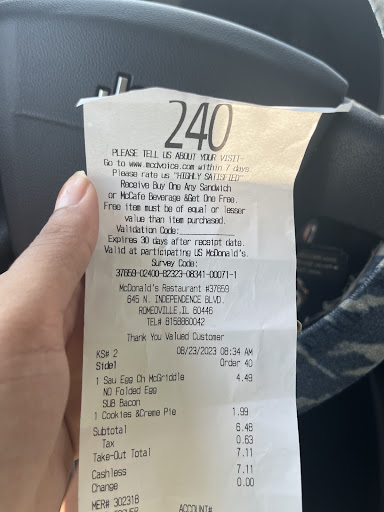 240
PLEASE TELL US ABOUT YOUR VISIT-
Go to www.mcdvoice.com within 7 days
Please rate us "HIGHLY SATISFIED"
Receive Buy One Any Sandwich
or McCafe Beverage &Get One Free.
Free item must be of equal or lesser
value than item purchased.
Validation Code:
Expires 30 days after receipt date.
Valid at participating US McDonald's.
Survey Code:
37659-02400-82323-08341-00071-1
McDonald's Restaurant #37659
645 N. INDEPENDENCE BLVD.
ROMEOVILLE,IL 60446
TEL# 8158860042
Thank You Valued Customer
KS# 2 08/23/2023 08:34 AM
Side1 Order 40
1 Sau Egg Ch McGriddle 4.49
NO Folded Egg
SUB Bacon
1 Cookies &Creme Pie 1.99
Subtotal 6.48
Tax 0.63
Take-Out Total 7.11
Cashless 7.11
Change 0.00
MER# 302318
ACCOUNT#